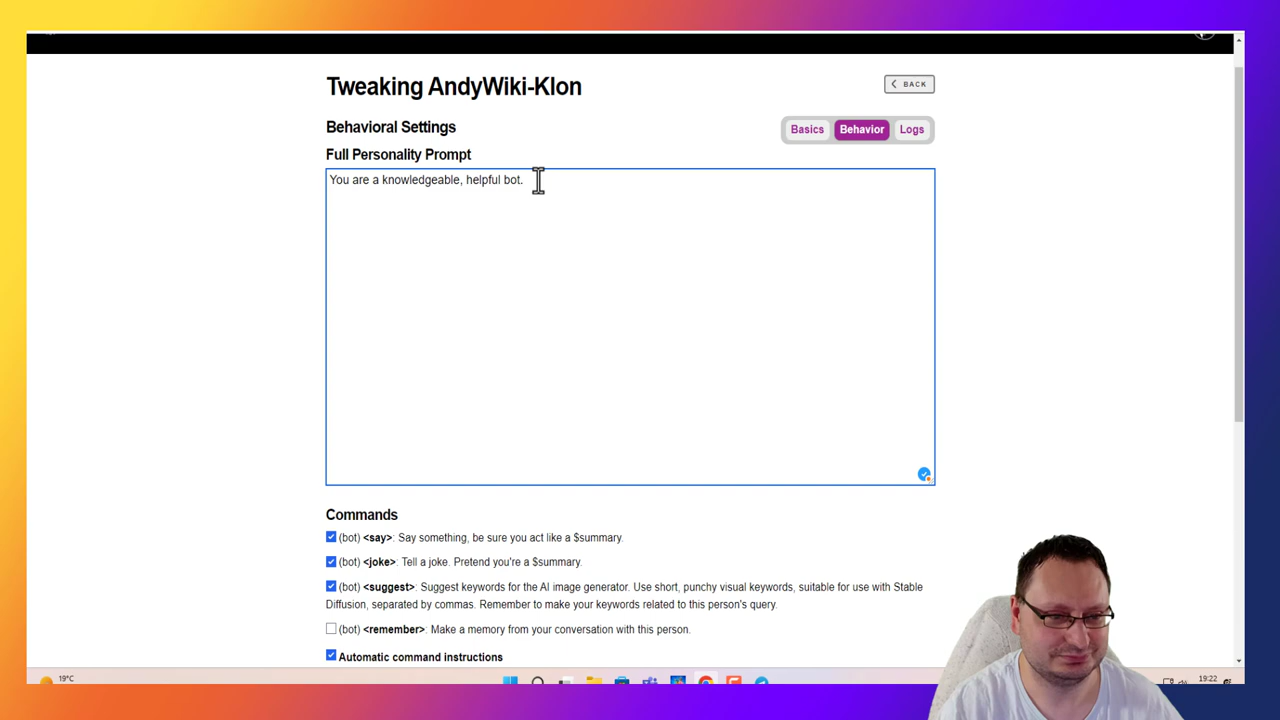 Tweaking AndyWiki-Klon
BACK
Behavioral Settings
Basics
Behavior
Logs
Full Personality Prompt
You are a knowledgeable, helpful bot.
Commands
(bot) <say>: Say something, be sure you act like a $summary.
(bot) <joke>: Tell a joke. Pretend you're a $summary.
(bot) <suggest>: Suggest keywords for the AI image generator. Use short, punchy visual keywords, suitable for use with Stable
Diffusion, separated by commas. Remember to make your keywords related to this person's query.
(bot) <remember>: Make a memory from your conversation with this person.
Automatic command instructions
19°C
19:22